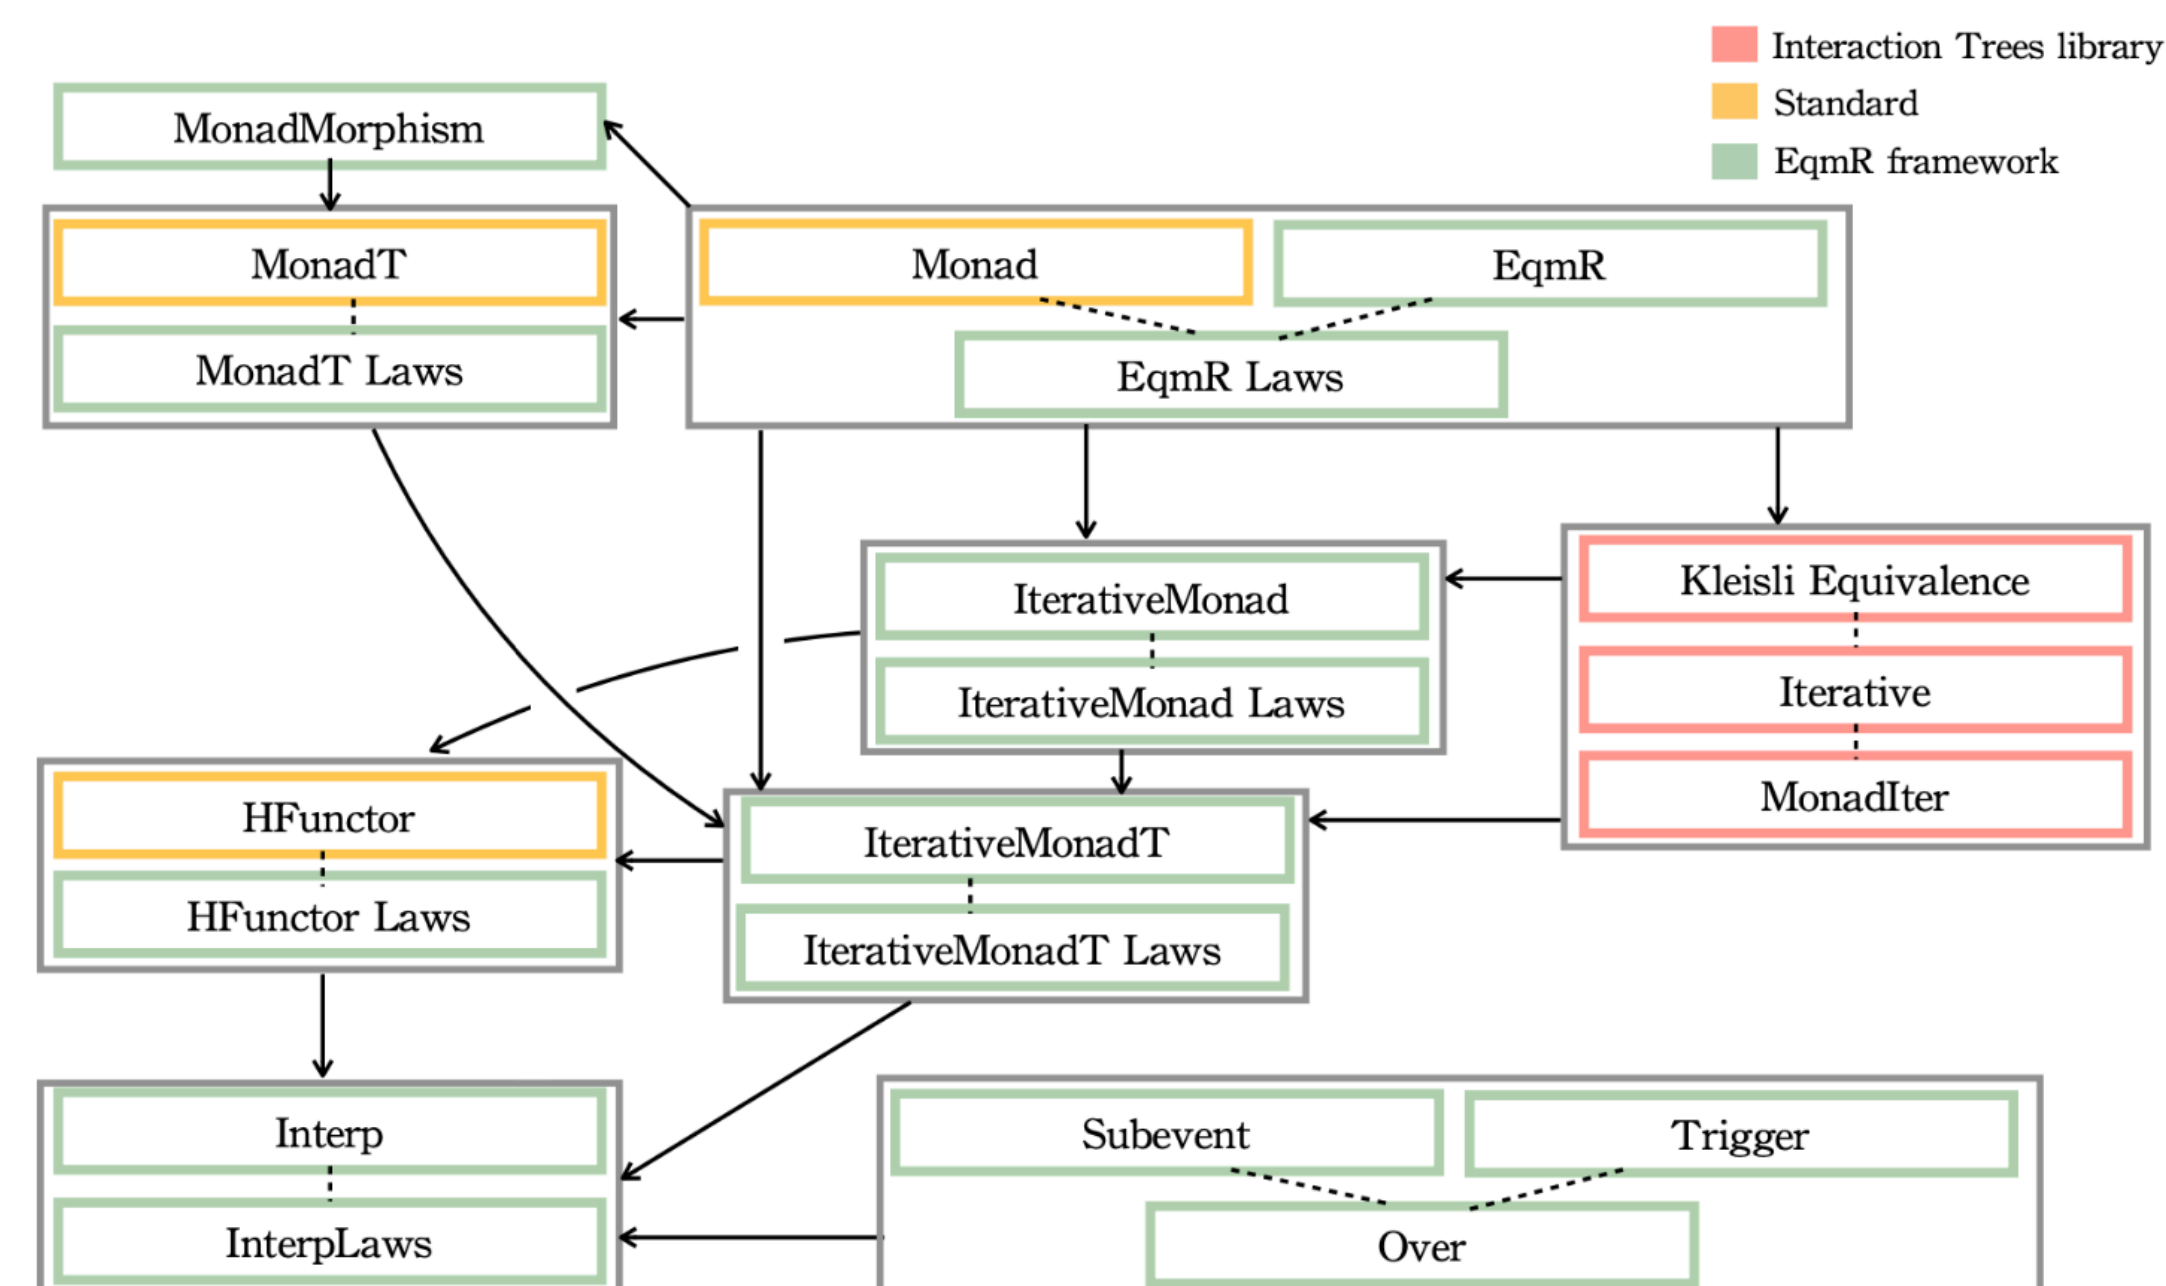 Interaction Trees library
Standard
EqmR framework
MonadMorphism
MonadT
MonadT Laws
Monad
EqmR
EqmR Laws
IterativeMonad
IterativeMonad Laws
Kleisli Equivalence
Iterative
MonadIter
HFunctor
HFunctor Laws
IterativeMonadT
IterativeMonadT Laws
Interp
InterpLaws
Subevent
Trigger
Over